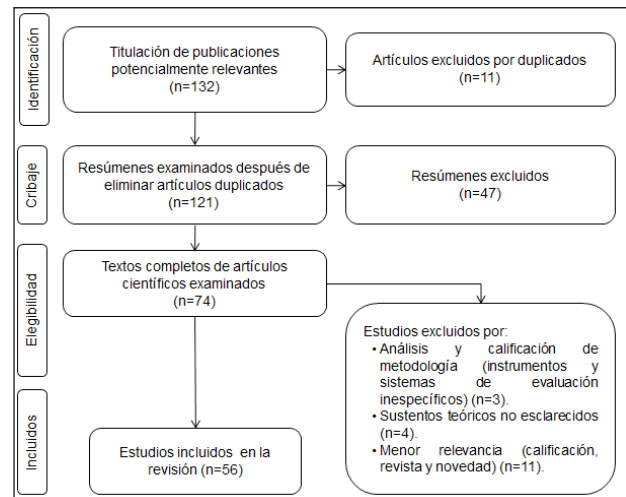 Identificación
Titulación de publicaciones
potencialmente relevantes
(n=132)
Artículos excluidos por duplicados
(n=11)
Cribaje
Resúmenes examinados después de
eliminar artículos duplicados
(n=121)
Resúmenes excluidos
(n=47)
Elegibilidad
Textos completos de artículos
científicos examinados
(n=74)
Estudios excluidos por:
• Análisis y calificación de
metodología (instrumentos y
sistemas de evaluación
inespecíficos) (n=3).
• Sustentos teóricos no esclarecidos
(n=4).
• Menor relevancia (calificación,
revista y novedad) (n=11).
Incluidos
Estudios incluidos en la
revisión (n=56)